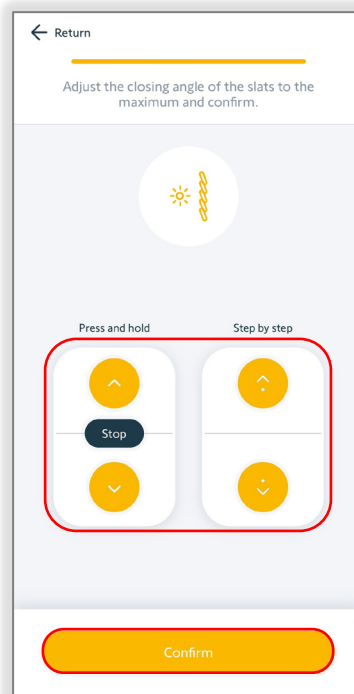 Return
Adjust the closing angle of the slats to the
maximum and confirm.
Press and hold
Step by step
Stop
Confirm